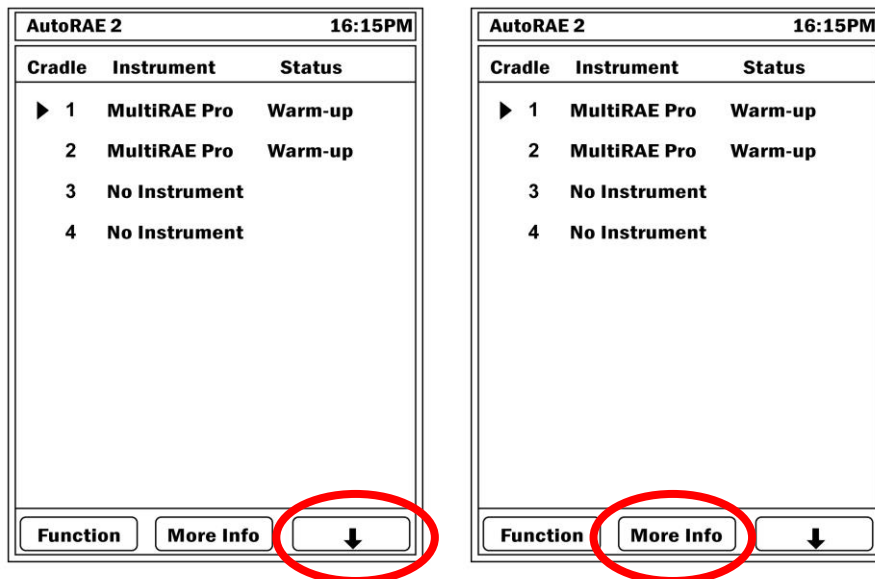 AutoRAE 2 16:15PM
Cradle Instrument Status
1 MultiRAE Pro Warm-up
2 MultiRAE Pro Warm-up
3 No Instrument
4 No Instrument
Function More Info
AutoRAE 2 16:15PM
Cradle Instrument Status
1 MultiRAE Pro Warm-up
2 MultiRAE Pro Warm-up
3 No Instrument
4 No Instrument
Function More Info